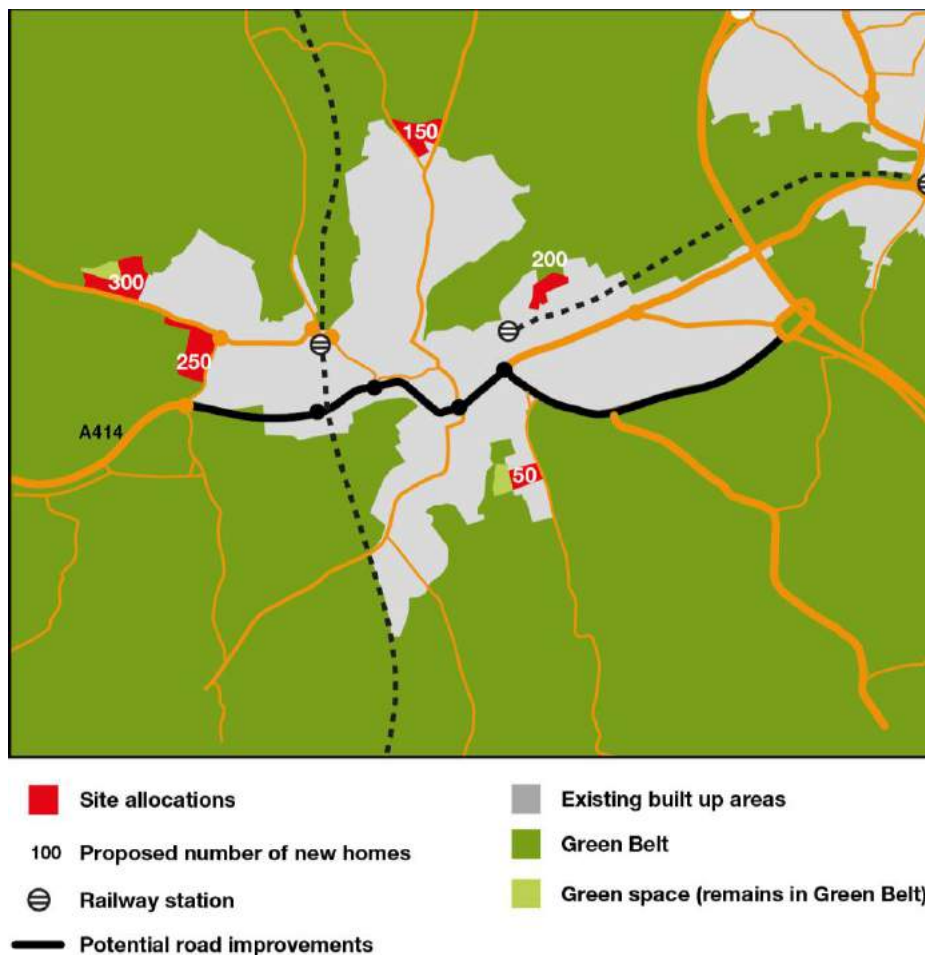 150
200
300
250
A414
50
Site allocations
100 Proposed number of new homes
Railway station
Potential road improvements
Existing built up areas
Green Belt
Green space (remains in Green Belt)